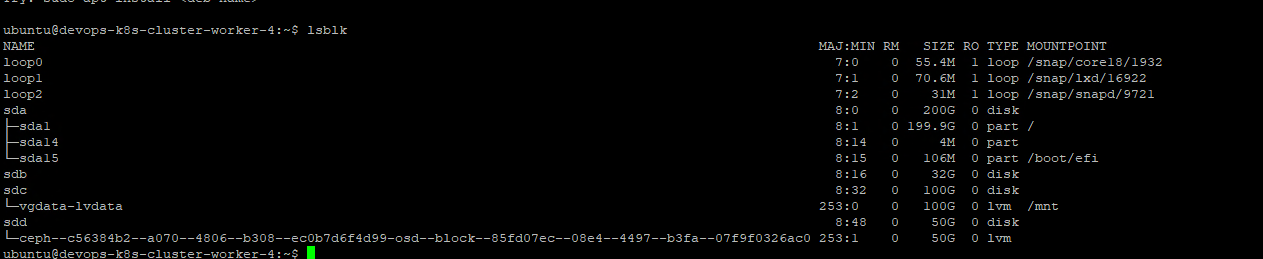 Try: sudo apt install <deb name>
ubuntu@devops-k8s-cluster-worker-4:~$ lsblk
NAME MAJ:MIN RM SIZE RO TYPE MOUNTPOINT
loop0 7:0 0 55.4M 1 loop /snap/core18/1932
loop1 7:1 0 70.6M 1 loop /snap/lxd/16922
loop2 7:2 0 31M 1 loop /snap/snapd/9721
sda 8:0 0 200G 0 disk
├─sda1 8:1 0 199.9G 0 part /
├─sda14 8:14 0 4M 0 part
└─sda15 8:15 0 106M 0 part /boot/efi
sdb 8:16 0 32G 0 disk
sdc 8:32 0 100G 0 disk
└─vgdata-lvdata 253:0 0 100G 0 lvm /mnt
sdd 8:48 0 50G 0 disk
└─ceph--c56384b2--a070--4806--b308--ec0b7d6f4d99-osd--block--85fd07ec--08e4--4497--b3fa--07f9f0326ac0 253:1 0 50G 0 lvm
ubuntu@devops-k8s-cluster-worker-4:~$